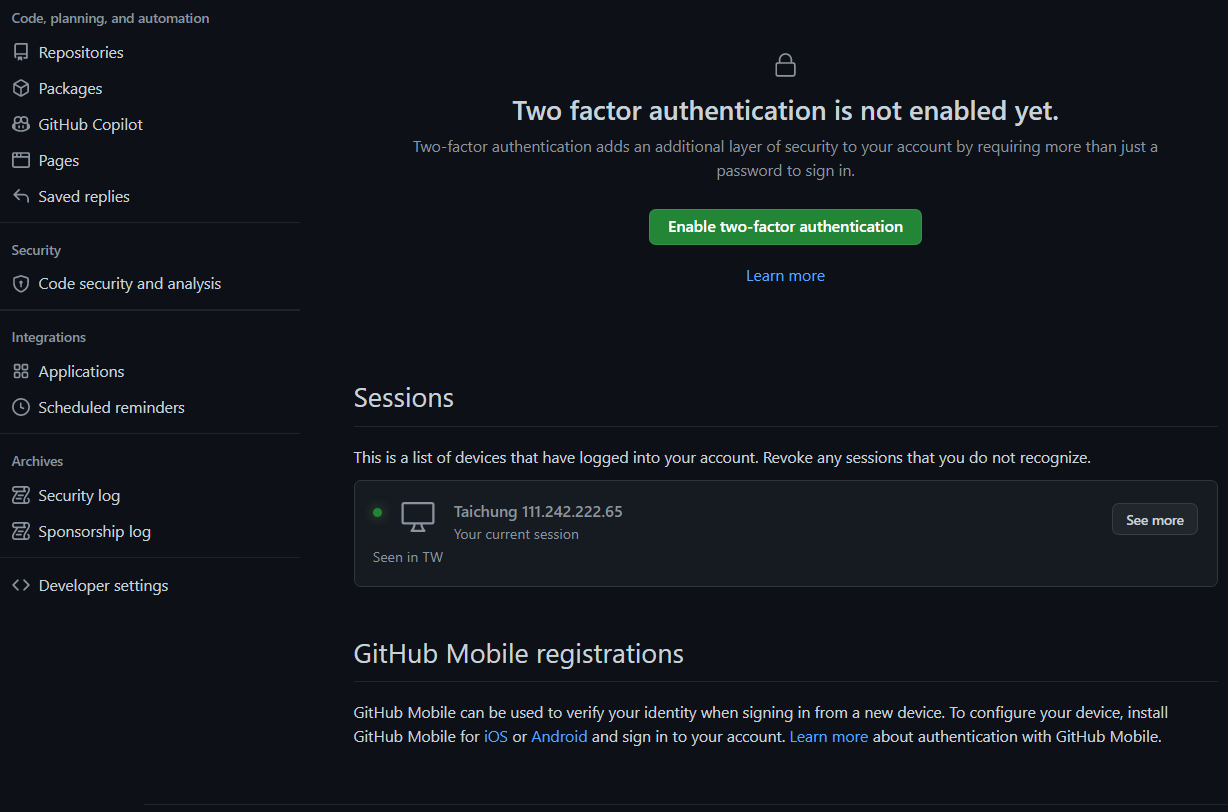 Code, planning, and automation
Repositories
Packages
GitHub Copilot
Pages
Saved replies
Security
Code security and analysis
Integrations
Applications
Scheduled reminders
Archives
Security log
Sponsorship log
Developer settings
Two factor authentication is not enabled yet.
Two-factor authentication adds an additional layer of security to your account by requiring more than just a
password to sign in.
Enable two-factor authentication
Learn more
Sessions
This is a list of devices that have logged into your account. Revoke any sessions that you do not recognize.
Taichung 111.242.222.65
Your current session
Seen in TW
See more
GitHub Mobile registrations
GitHub Mobile can be used to verify your identity when signing in from a new device. To configure your device, install
GitHub Mobile for iOS or Android and sign in to your account. Learn more about authentication with GitHub Mobile.